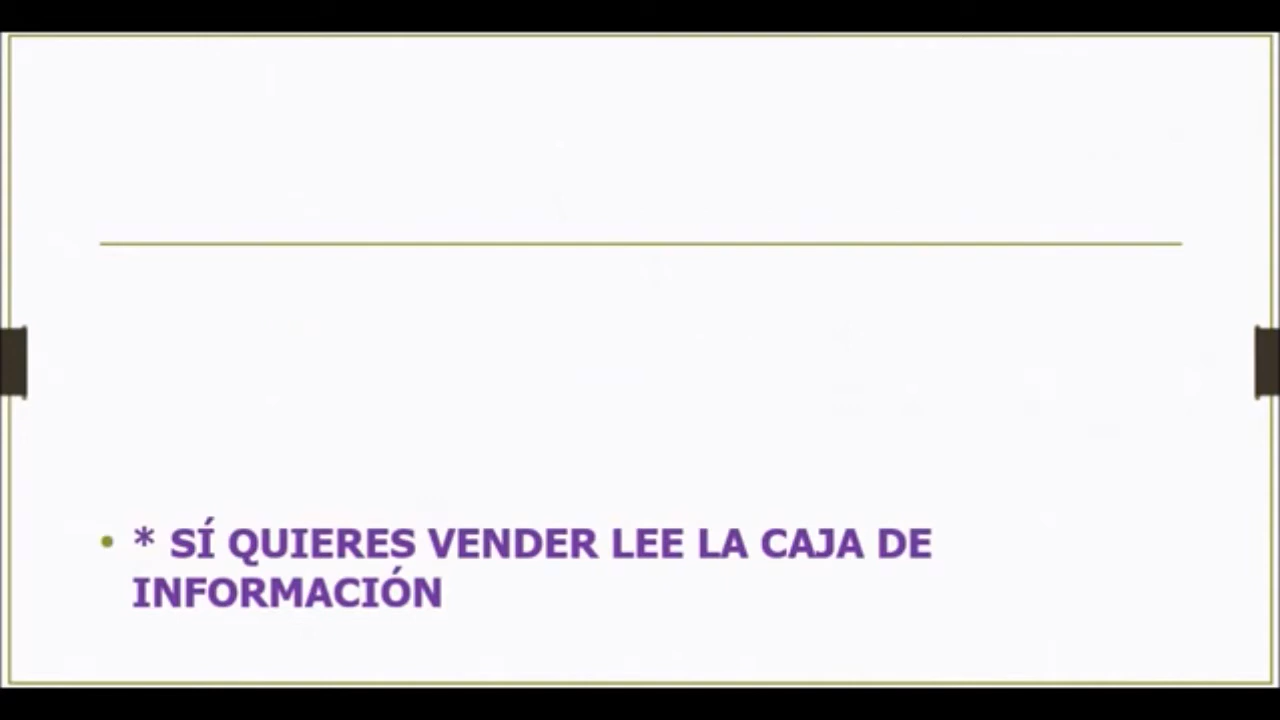 • * SÍ QUIERES VENDER LEE LA CAJA DE
INFORMACIÓN